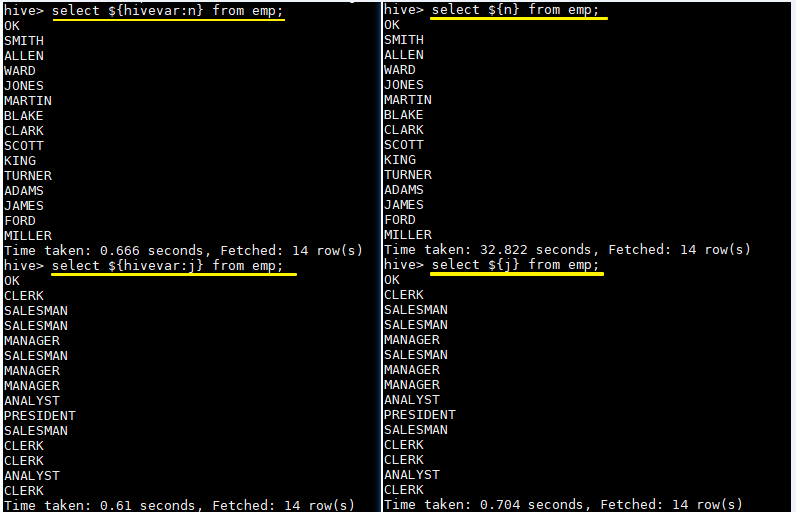 hive> select ${hivevar:n} from emp;
OK
SMITH
ALLEN
WARD
JONES
MARTIN
BLAKE
CLARK
SCOTT
KING
TURNER
ADAMS
JAMES
FORD
MILLER
Time taken: 0.666 seconds, Fetched: 14 row(s)
hive> select ${hivevar:j} from emp;
OK
CLERK
SALESMAN
SALESMAN
MANAGER
SALESMAN
MANAGER
MANAGER
ANALYST
PRESIDENT
SALESMAN
CLERK
CLERK
ANALYST
CLERK
Time taken: 0.61 seconds, Fetched: 14 row(s)
hive> select ${n} from emp;
OK
SMITH
ALLEN
WARD
JONES
MARTIN
BLAKE
CLARK
SCOTT
KING
TURNER
ADAMS
JAMES
FORD
MILLER
Time taken: 32.822 seconds, Fetched: 14 row(s)
hive> select ${j} from emp;
OK
CLERK
SALESMAN
SALESMAN
MANAGER
SALESMAN
MANAGER
MANAGER
ANALYST
PRESIDENT
SALESMAN
CLERK
CLERK
ANALYST
CLERK
Time taken: 0.704 seconds, Fetched: 14 row(s)